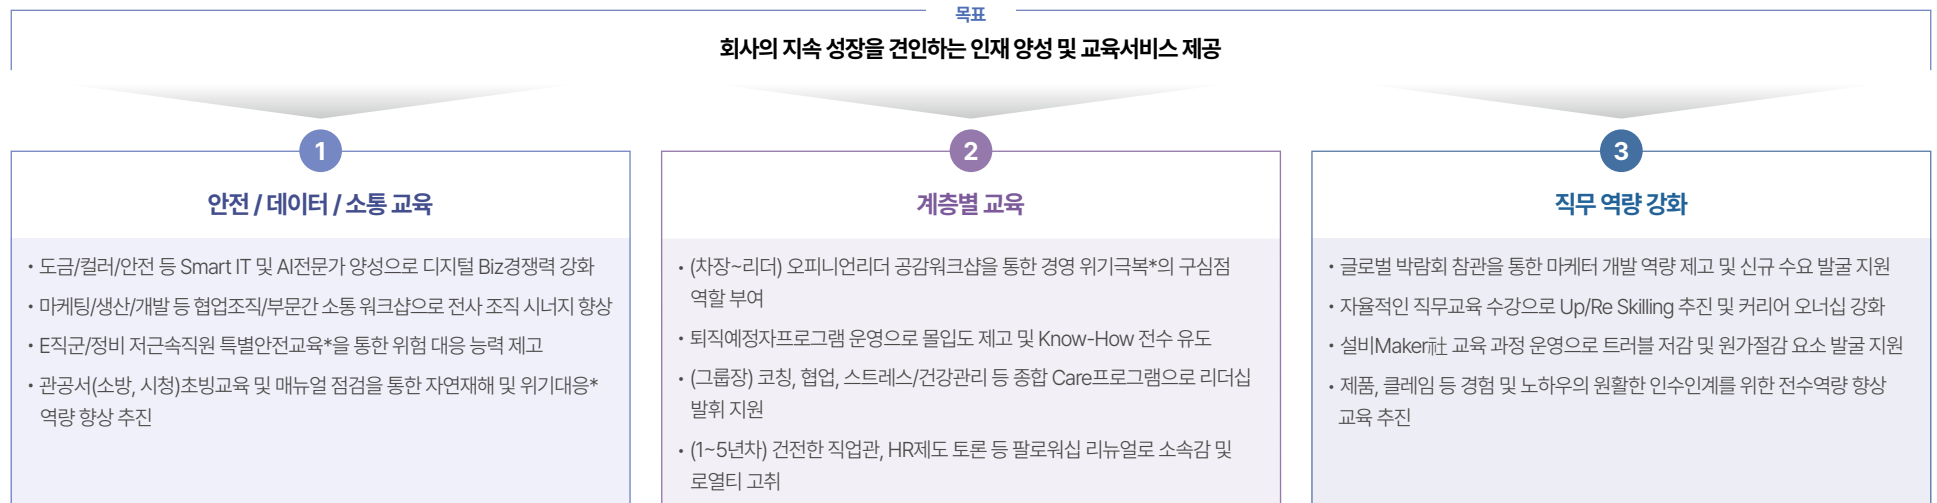 목표
회사의 지속 성장을 견인하는 인재 양성 및 교육서비스 제공
1
안전 / 데이터 / 소통 교육
• 도금/컬러/안전 등 Smart IT 및 AI전문가 양성으로 디지털 Biz경쟁력 강화
• 마케팅/생산/개발 등 협업조직/부문간 소통 워크샵으로 전사 조직 시너지 향상
• E직군/정비 저근속직원 특별안전교육*을 통한 위험 대응 능력 제고
• 관공서(소방, 시청)초빙교육 및 매뉴얼 점검을 통한 자연재해 및 위기대응*
역량 향상 추진
2
계층별 교육
• (차장~리더) 오피니언리더 공감워크샵을 통한 경영 위기극복*의 구심점
역할 부여
• 퇴직예정자프로그램 운영으로 몰입도 제고 및 Know-How 전수 유도
• (그룹장) 코칭, 협업, 스트레스/건강관리 등 종합 Care프로그램으로 리더십
발휘 지원
• (1~5년차) 건전한 직업관, HR제도 토론 등 팔로워십 리뉴얼로 소속감 및
로열티 고취
3
직무 역량 강화
• 글로벌 박람회 참관을 통한 마케터 개발 역량 제고 및 신규 수요 발굴 지원
• 자율적인 직무교육 수강으로 Up/Re Skilling 추진 및 커리어 오너십 강화
• 설비Maker社 교육 과정 운영으로 트러블 저감 및 원가절감 요소 발굴 지원
• 제품, 클레임 등 경험 및 노하우의 원활한 인수인계를 위한 전수역량 향상
교육 추진